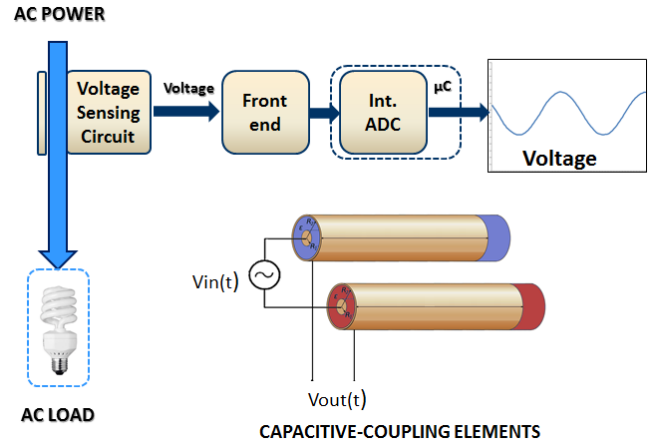 AC POWER
Voltage
Sensing
Circuit
Voltage
Front
end
Int.
ADC
µC
Voltage
Vin(t)
Vout(t)
AC LOAD
CAPACITIVE-COUPLING ELEMENTS